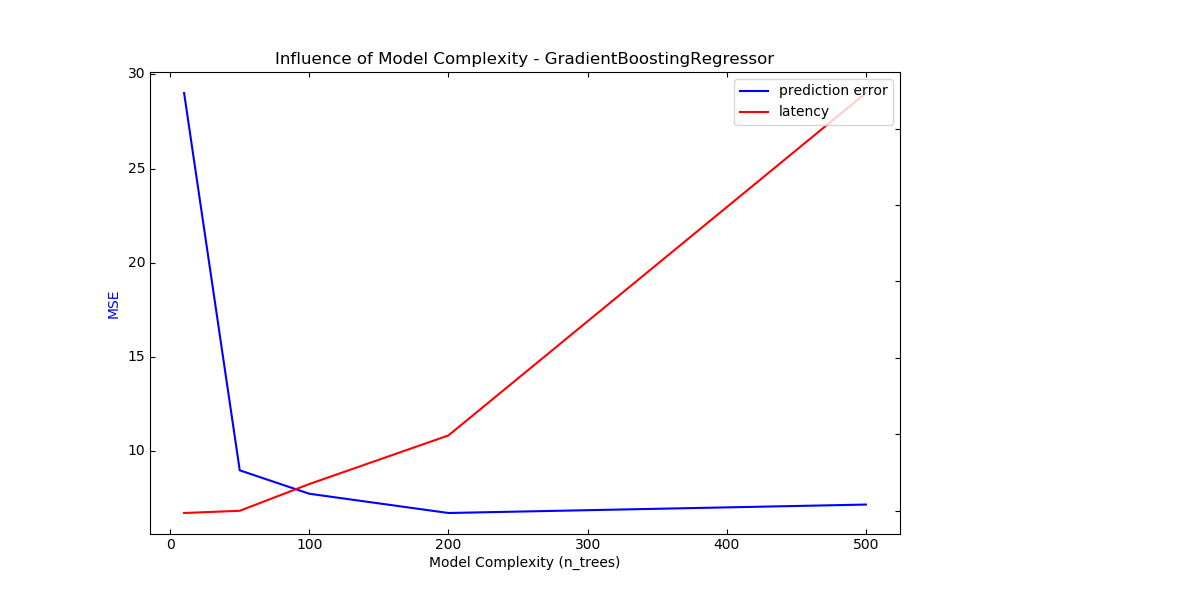 Influence of Model Complexity - GradientBoostingRegressor
prediction error
latency
30
25
20
15
10
MSE
0 100 200 300 400 500
Model Complexity (n_trees)